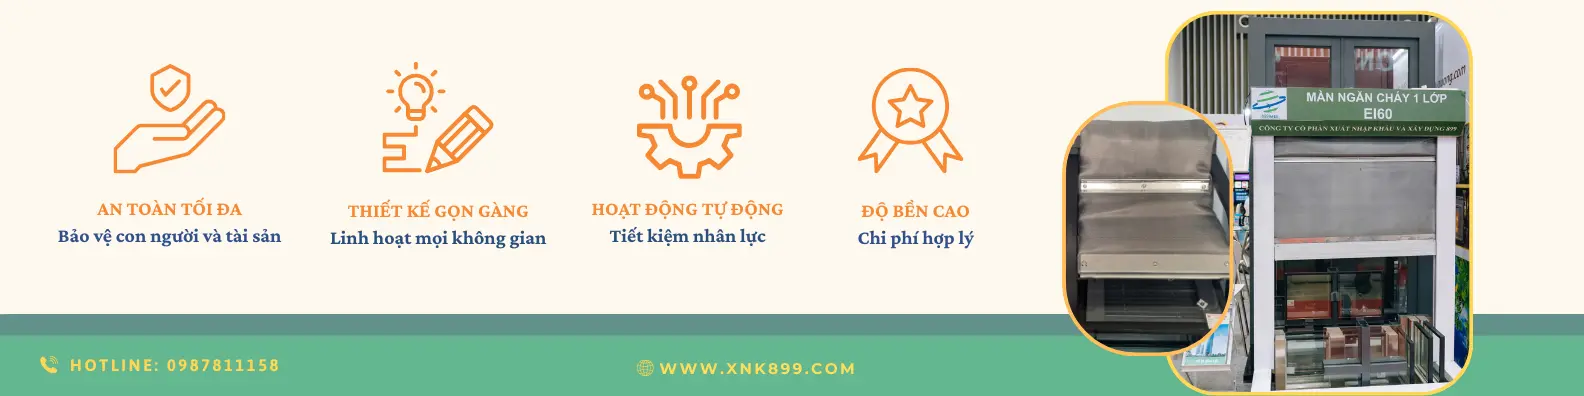 AN TOÀN TỐI ĐA
Bảo vệ con người và tài sản
THIẾT KẾ GỌN GÀNG
Linh hoạt mọi không gian
HOẠT ĐỘNG TỰ ĐỘNG
Tiết kiệm nhân lực
ĐỘ BỀN CAO
Chi phí hợp lý
MÀN NGĂN CHÁY 1 LỚP
EI60
CÔNG TY CỔ PHẦN XUẤT NHẬP KHẨU VÀ XÂY DỰNG 899
HOTLINE: 0987811158
WWW.XNK899.COM